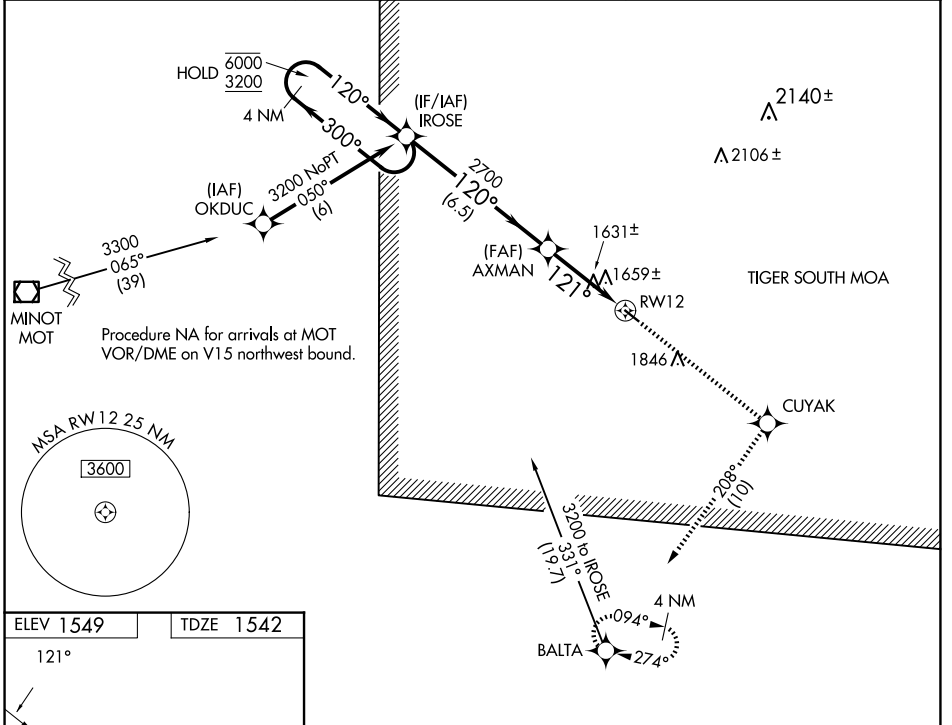 HOLD 6000
3200
120°
4 NM
300°
(IF/IAF)
IROSE
2140±
2106±
3200 NoPT
050°
(6)
(IAF)
OKDUC
2700
120°
(6.5)
3300
065°
(39)
(FAF)
AXMAN
121°
1631±
1659±
RW12
TIGER SOUTH MOA
MINOT
MOT
Procedure NA for arrivals at MOT
VOR/DME on V15 northwest bound.
1846
CUYAK
MSA RW12 25 NM
3600
208°
(10)
3200 to IROSE
331°
(19.7)
4 NM
094°
274°
BALTA
ELEV 1549
TDZE 1542
121°